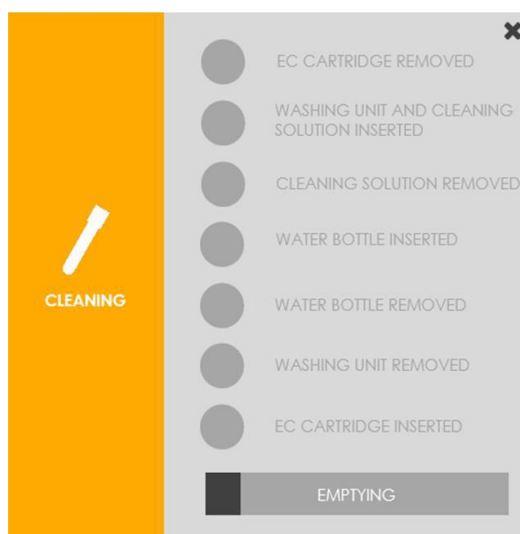 EC CARTRIDGE REMOVED
WASHING UNIT AND CLEANING
SOLUTION INSERTED
CLEANING SOLUTION REMOVED
WATER BOTTLE INSERTED
CLEANING
WATER BOTTLE REMOVED
WASHING UNIT REMOVED
EC CARTRIDGE INSERTED
EMPTYING